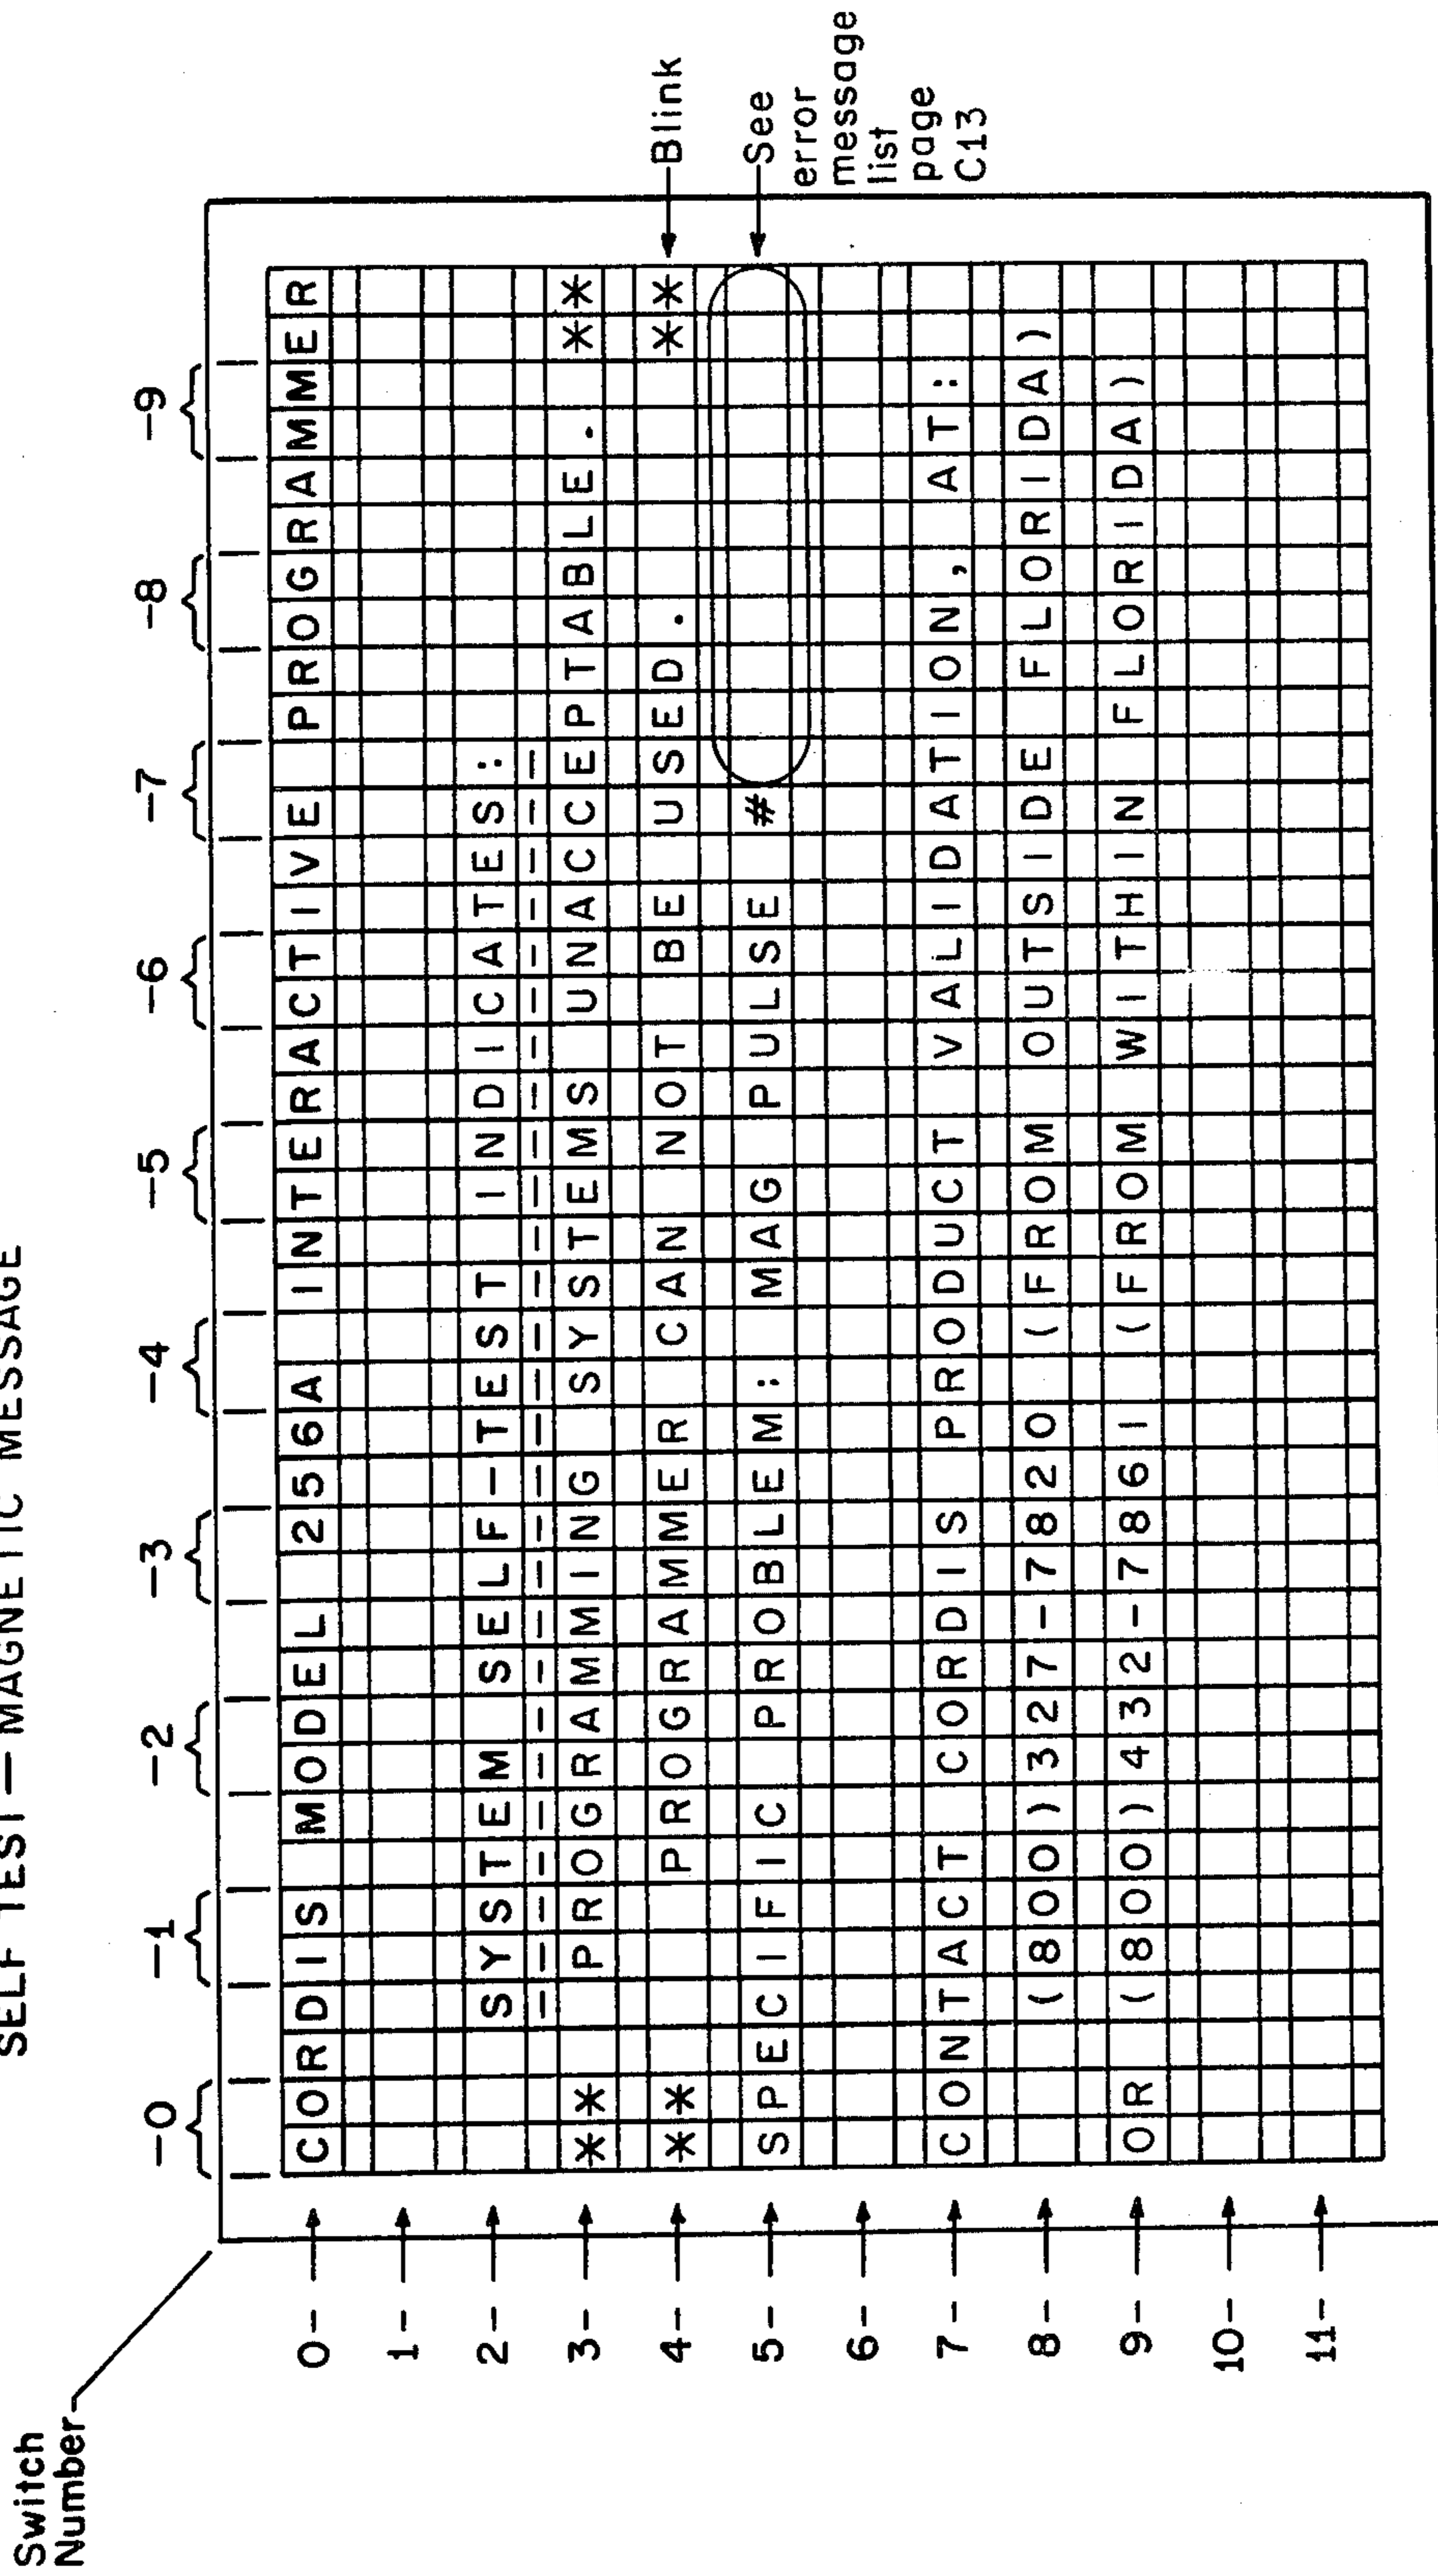 SELF TEST — MAGNETIC MESSAGE
Switch
Number
-0 -1 -2 -3 -4 -5 -6 -7 -8 -9
0- CORDIS MODEL 256A INTERACTIVE PROGRAMMER
1-
2- SYSTEM SELF-TEST INDICATES:
----------------------------
3- ** PROGRAMMING SYSTEMS UNACCEPTABLE. **
4- ** PROGRAMMER CAN NOT BE USED. **
Blink
5- SPECIFIC PROBLEM: MAG PULSE #
See
error
message
list
page
C13
6-
7- CONTACT CORDIS PRODUCT VALIDATION, AT:
8- (800)327-7820 (FROM OUTSIDE FLORIDA)
9- OR (800)432-7861 (FROM WITHIN FLORIDA)
10-
11-